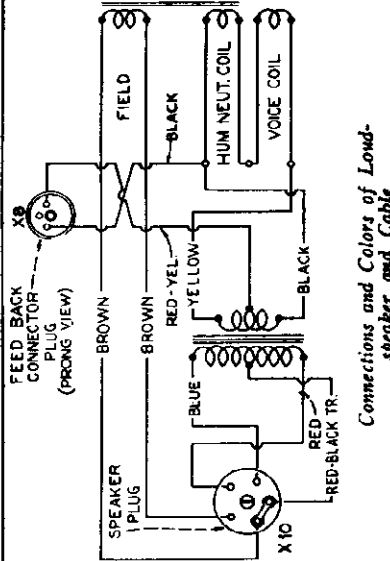 FEED BACK
CONNECTOR
PLUG
(PRONG VIEW)
X8
FIELD
BLACK
HUM NEUT. COIL
VOICE COIL
BROWN
BROWN
RED-YEL.
YELLOW
BLACK
SPEAKER
PLUG
BLUE
RED
RED-BLACK TR.
X10
Connections and Colors of Loud-
speaker and Cable